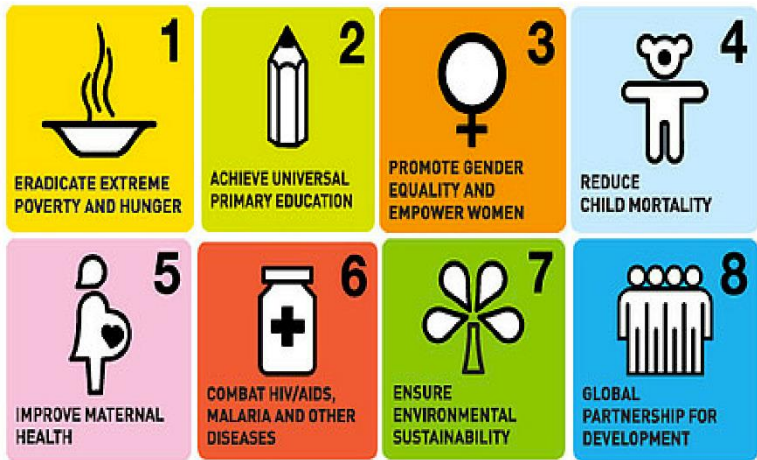 1
ERADICATE EXTREME
POVERTY AND HUNGER
2
ACHIEVE UNIVERSAL
PRIMARY EDUCATION
3
PROMOTE GENDER
EQUALITY AND
EMPOWER WOMEN
4
REDUCE
CHILD MORTALITY
5
IMPROVE MATERNAL
HEALTH
6
COMBAT HIV/AIDS,
MALARIA AND OTHER
DISEASES
7
ENSURE
ENVIRONMENTAL
SUSTAINABILITY
8
GLOBAL
PARTNERSHIP FOR
DEVELOPMENT